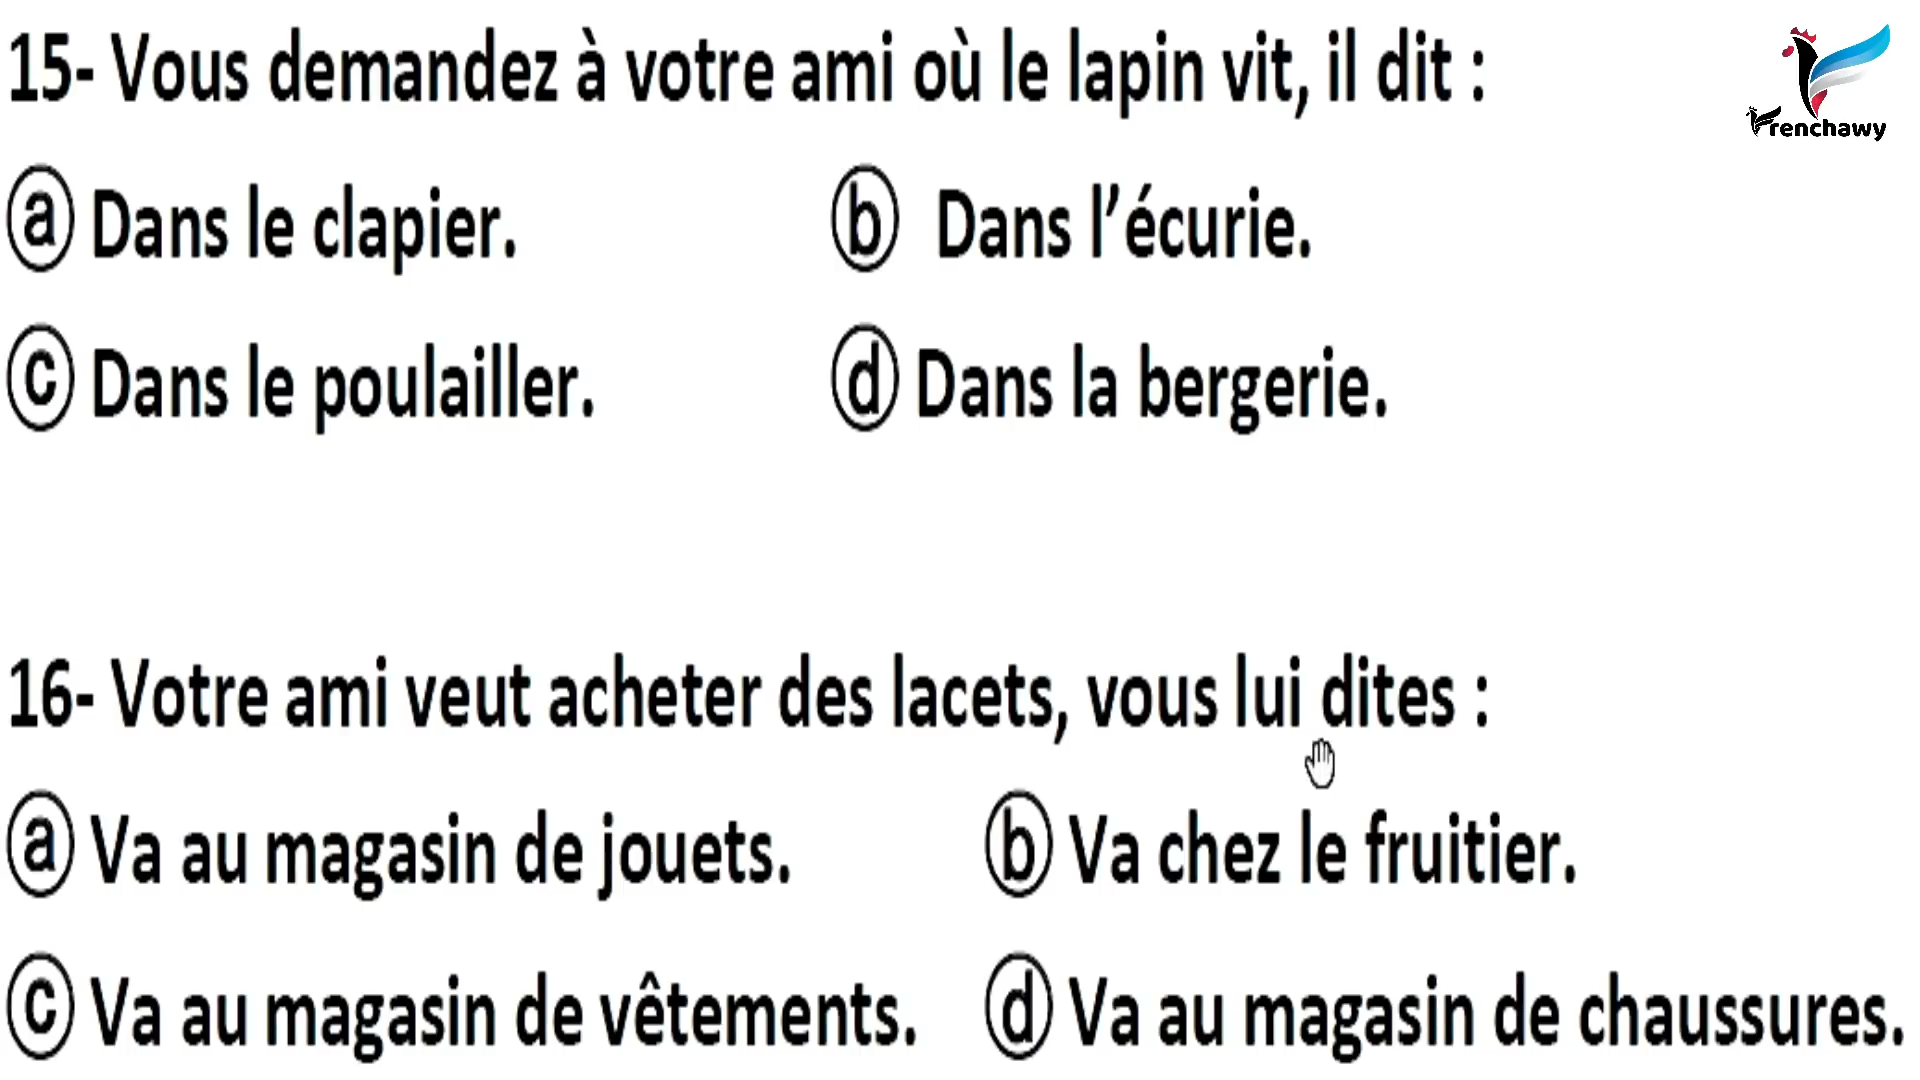 15- Vous demandez à votre ami où le lapin vit, il dit :
Frenchawy
ⓐ Dans le clapier. ⓑ Dans l’écurie.
ⓒ Dans le poulailler. ⓓ Dans la bergerie.
16- Votre ami veut acheter des lacets, vous lui dites :
ⓐ Va au magasin de jouets. ⓑ Va chez le fruitier.
ⓒ Va au magasin de vêtements. ⓓ Va au magasin de chaussures.